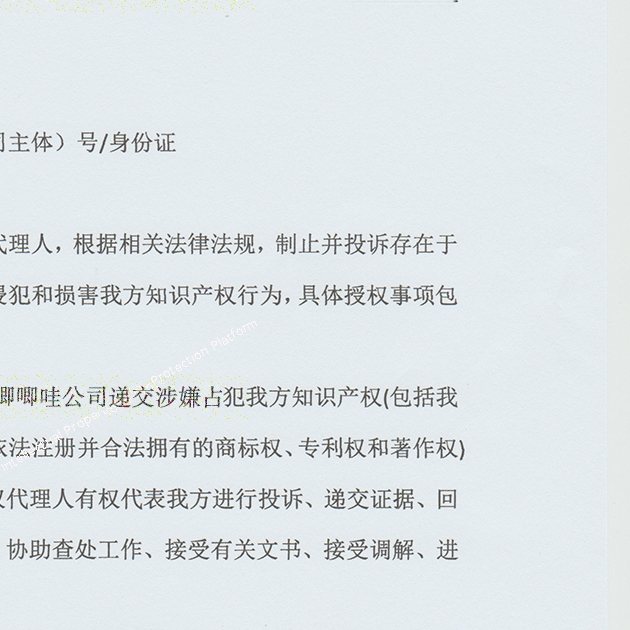 主体）号/身份证
代理人，根据相关法律法规，制止并投诉存在于
侵犯和损害我方知识产权行为，具体授权事项包
唧唧哇公司递交涉嫌占犯我方知识产权(包括我
依法注册并合法拥有的商标权、专利权和著作权)
代理人有权代表我方进行投诉、递交证据、回
协助查处工作、接受有关文书、接受调解、进
Protection Platform